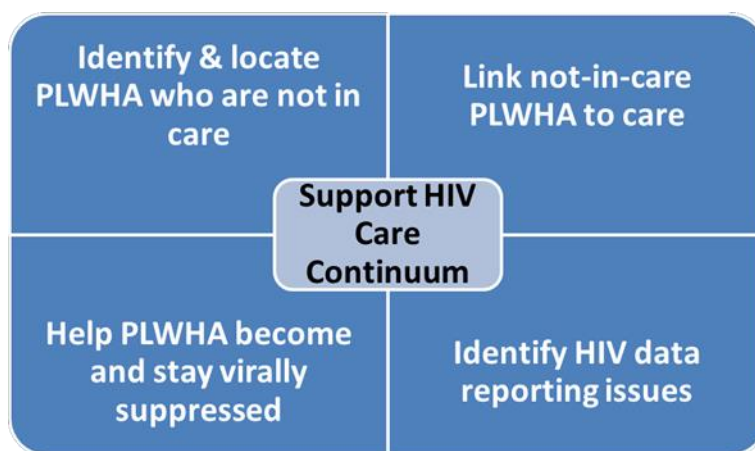 Identify & locate
PLWHA who are not in
care
Link not-in-care
PLWHA to care
Support HIV
Care
Continuum
Help PLWHA become
and stay virally
suppressed
Identify HIV data
reporting issues